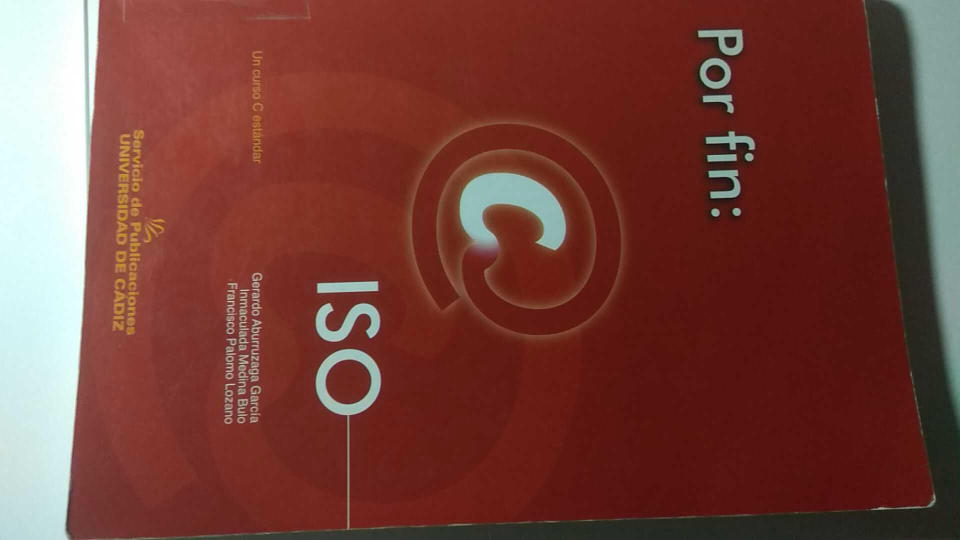 Por fin:
C
ISO
Un curso C estándar
Gerardo Aburruzaga García
Inmaculada Medina Bulo
Francisco Palomo Lozano
Servicio de Publicaciones
UNIVERSIDAD DE CÁDIZ